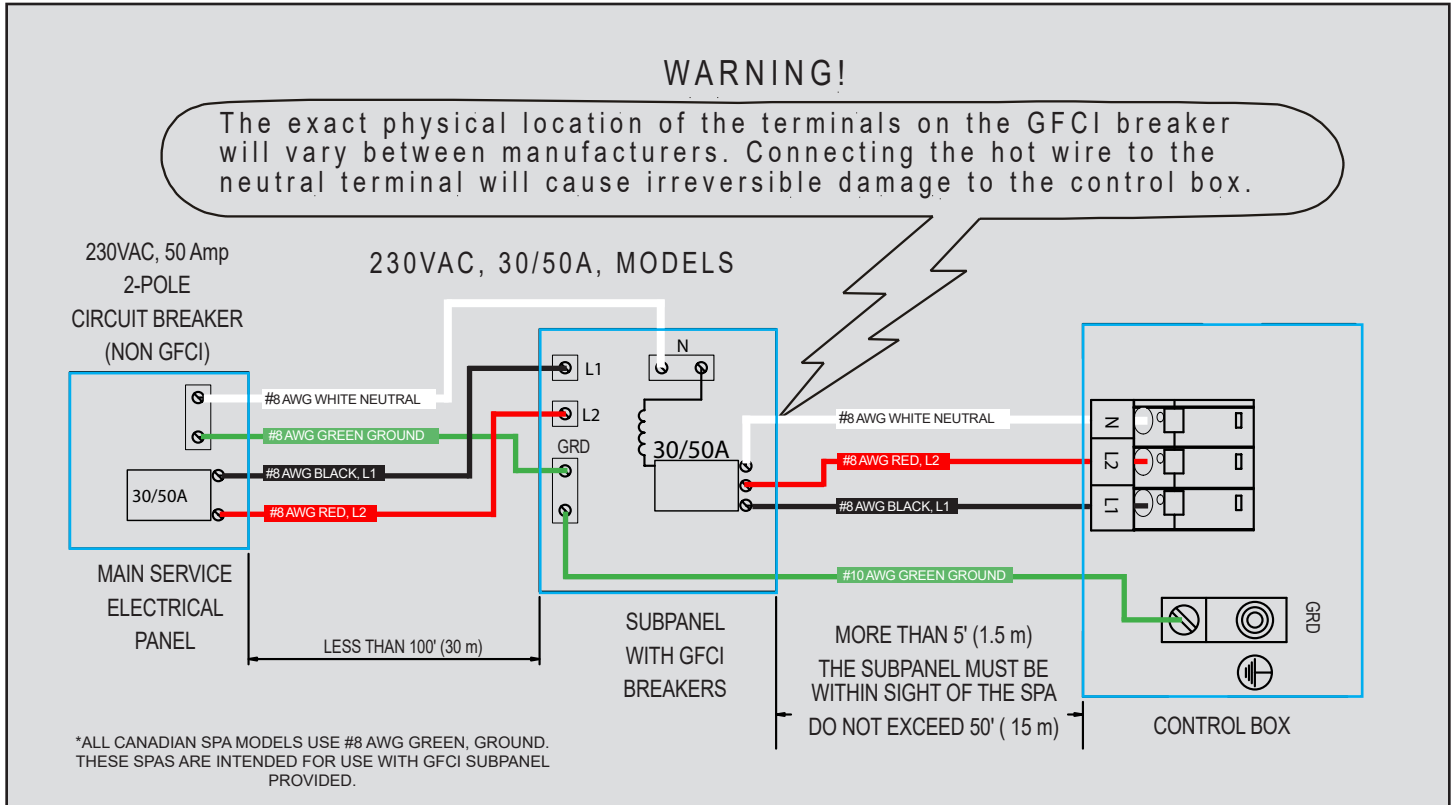 WARNING!
The exact physical location of the terminals on the GFCI breaker
will vary between manufacturers. Connecting the hot wire to the
neutral terminal will cause irreversible damage to the control box.
230VAC, 50 Amp
2-POLE
CIRCUIT BREAKER
(NON GFCI)
230VAC, 30/50A, MODELS
#8 AWG WHITE NEUTRAL
#8 AWG GREEN GROUND
#8 AWG BLACK, L1
#8 AWG RED, L2
30/50A
MAIN SERVICE
ELECTRICAL
PANEL
LESS THAN 100' (30 m)
L1
L2
GRD
N
30/50A
SUBPANEL
WITH GFCI
BREAKERS
#8 AWG WHITE NEUTRAL
#8 AWG RED, L2
#8 AWG BLACK, L1
#10 AWG GREEN GROUND
MORE THAN 5' (1.5 m)
THE SUBPANEL MUST BE
WITHIN SIGHT OF THE SPA
DO NOT EXCEED 50' ( 15 m)
N
L2
L1
GRD
CONTROL BOX
*ALL CANADIAN SPA MODELS USE #8 AWG GREEN, GROUND.
THESE SPAS ARE INTENDED FOR USE WITH GFCI SUBPANEL
PROVIDED.